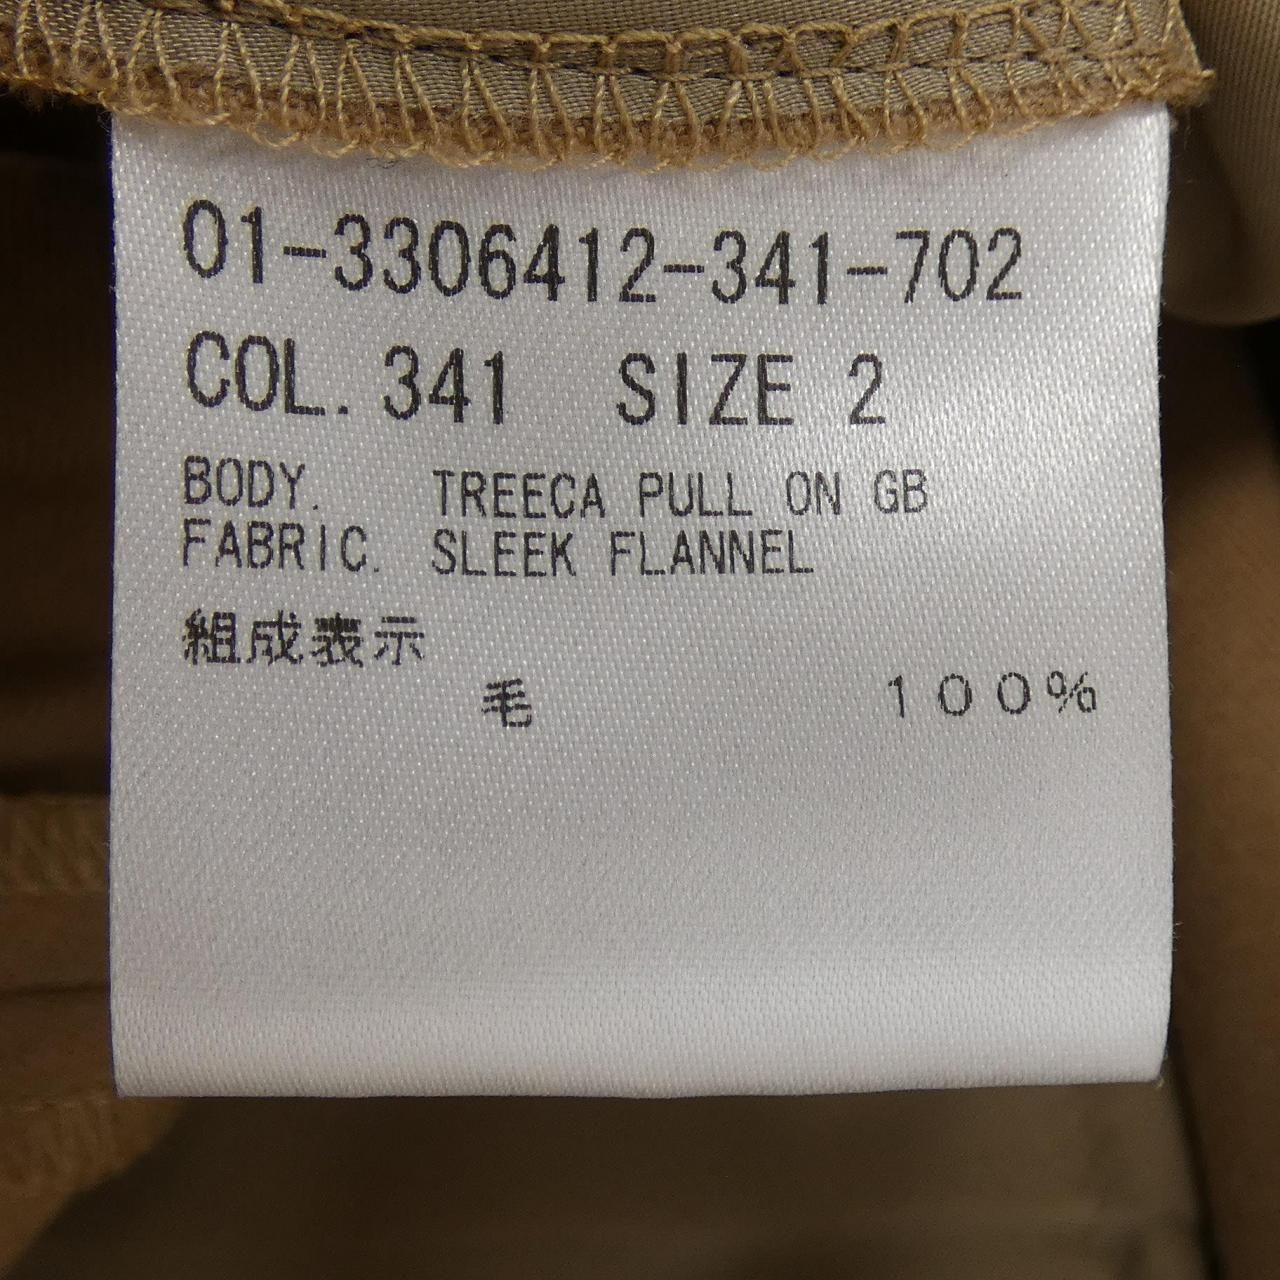 01-3306412-341-702
COL. 341 SIZE 2
BODY. TREECA PULL ON GB
FABRIC. SLEEK FLANNEL
組成表示
毛 100%